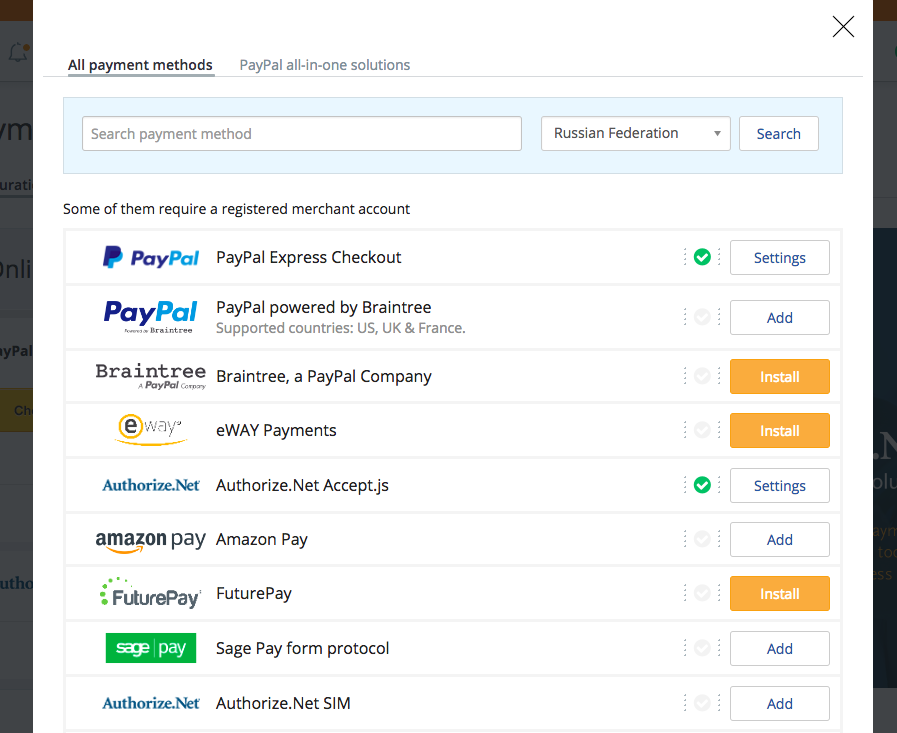 All payment methods PayPal all-in-one solutions
Search payment method Russian Federation Search
Some of them require a registered merchant account
PayPal PayPal Express Checkout Settings
PayPal PayPal powered by Braintree Add
Powered by Braintree Supported countries: US, UK & France.
Braintree Braintree, a PayPal Company Install
A PayPal Company
eway eWAY Payments Install
Authorize.Net Authorize.Net Accept.js Settings
amazon pay Amazon Pay Add
FuturePay FuturePay Install
sage pay Sage Pay form protocol Add
Authorize.Net Authorize.Net SIM Add